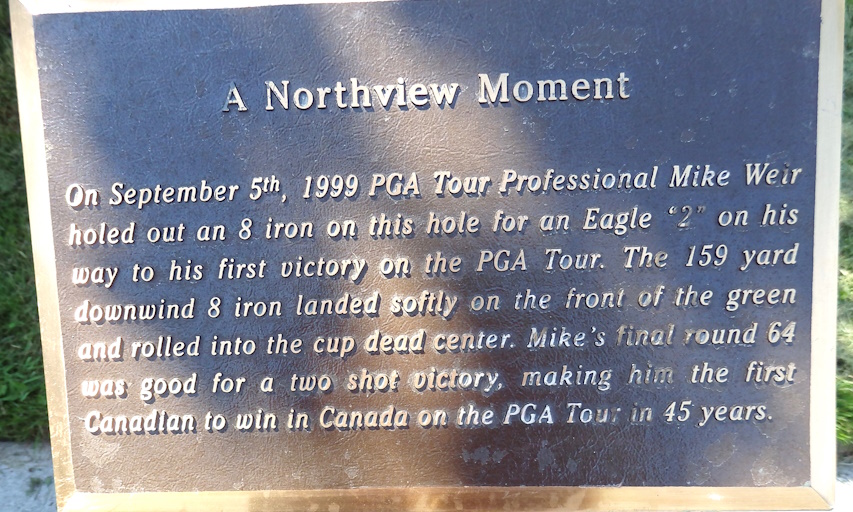 A Northview Moment
On September 5th, 1999 PGA Tour Professional Mike Weir
holed out an 8 iron on this hole for an Eagle "2" on his
way to his first victory on the PGA Tour. The 159 yard
downwind 8 iron landed softly on the front of the green
and rolled into the cup dead center. Mike's final round 64
was good for a two shot victory, making him the first
Canadian to win in Canada on the PGA Tour in 45 years.